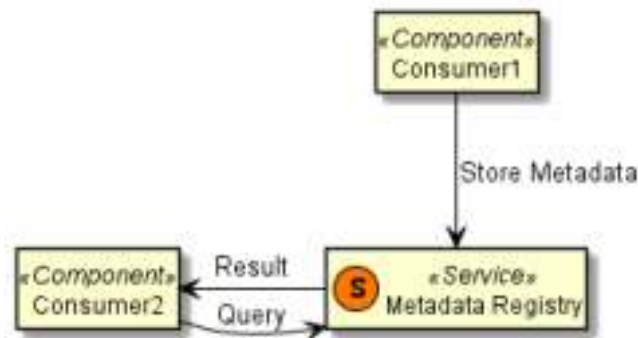 «Component»
Consumer1
Store Metadata
«Component»
Consumer2
Result
Query
S
«Service»
Metadata Registry